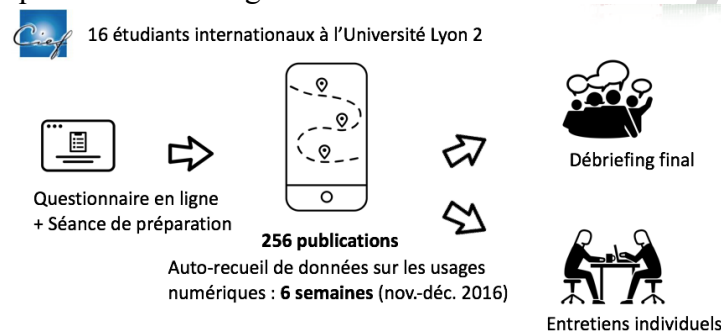 Cief
16 étudiants internationaux à l'Université Lyon 2
Questionnaire en ligne
+ Séance de préparation
256 publications
Auto-recueil de données sur les usages
numériques : 6 semaines (nov.-déc. 2016)
Débriefing final
Entretiens individuels